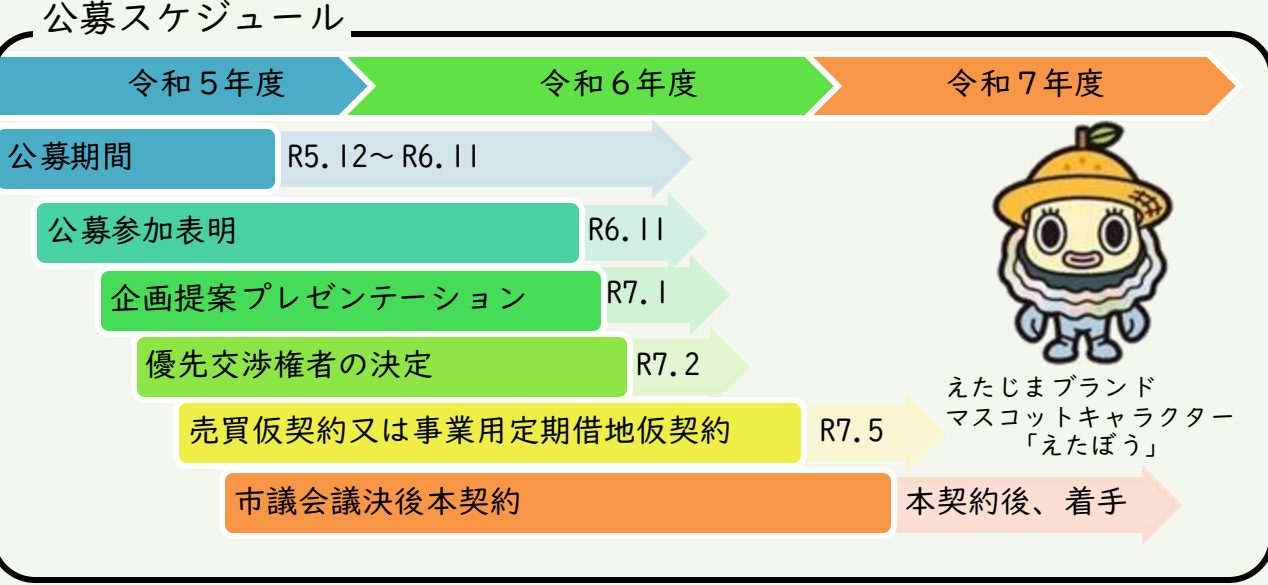 公募スケジュール
令和５年度
令和６年度
令和７年度
公募期間
R5.12～R6.11
公募参加表明
R6.11
企画提案プレゼンテーション
R7.1
優先交渉権者の決定
R7.2
売買仮契約又は事業用定期借地仮契約
R7.5
市議会議決後本契約
本契約後、着手
えたじまブランド
マスコットキャラクター
「えたぼう」